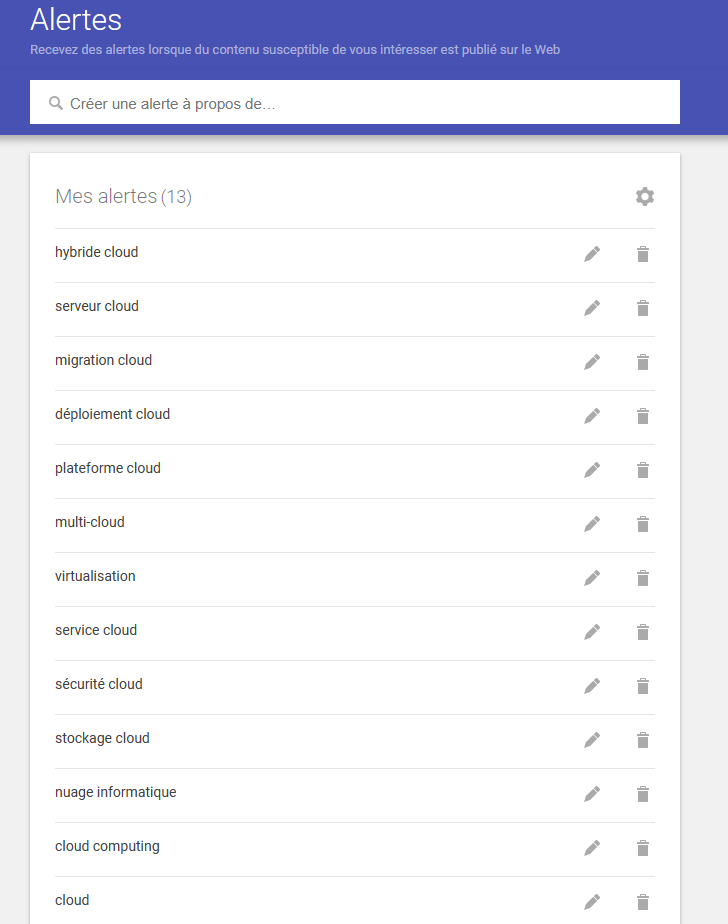 Alertes
Recevez des alertes lorsque du contenu susceptible de vous intéresser est publié sur le Web
Créer une alerte à propos de…
Mes alertes (13)
hybride cloud
serveur cloud
migration cloud
déploiement cloud
plateforme cloud
multi-cloud
virtualisation
service cloud
sécurité cloud
stockage cloud
nuage informatique
cloud computing
cloud